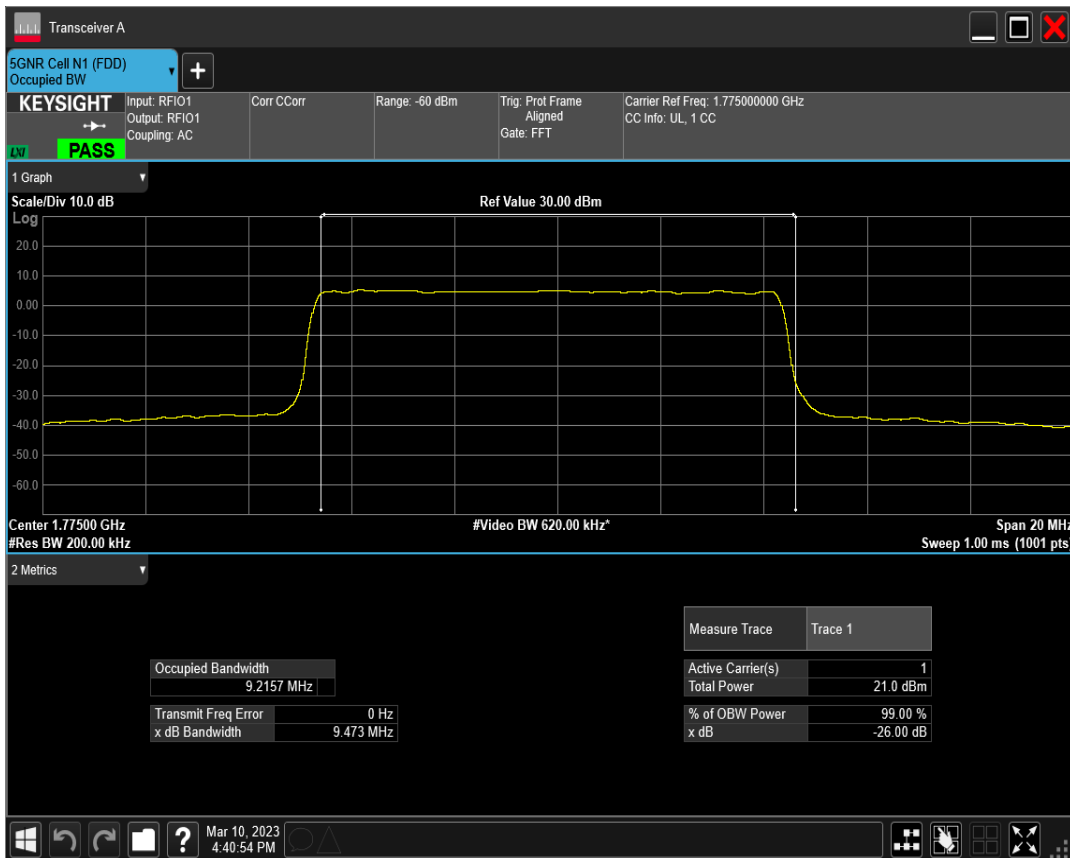 Transceiver A
5GNR Cell N1 (FDD)
Occupied BW
+
KEYSIGHT
LXI
PASS
Input: RFIO1
Output: RFIO1
Coupling: AC
Corr CCorr
Range: -60 dBm
Trig: Prot Frame
Aligned
Gate: FFT
Carrier Ref Freq: 1.775000000 GHz
CC Info: UL, 1 CC
1 Graph
Scale/Div 10.0 dB
Ref Value 30.00 dBm
Log
20.0
10.0
0.00
-10.0
-20.0
-30.0
-40.0
-50.0
-60.0
Center 1.77500 GHz
#Video BW 620.00 kHz*
Span 20 MHz
#Res BW 200.00 kHz
Sweep 1.00 ms (1001 pts)
2 Metrics
Measure Trace Trace 1
Occupied Bandwidth
9.2157 MHz
Active Carrier(s) 1
Total Power 21.0 dBm
Transmit Freq Error 0 Hz
x dB Bandwidth 9.473 MHz
% of OBW Power 99.00 %
x dB -26.00 dB
?
Mar 10, 2023
4:40:54 PM